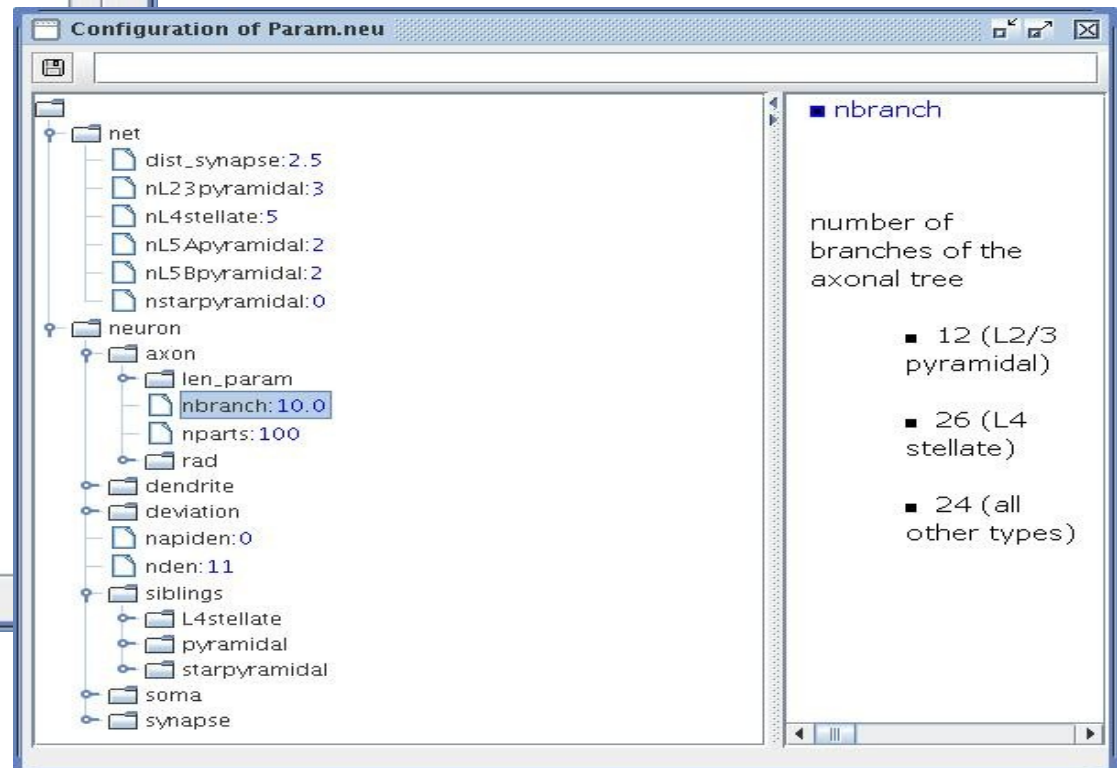 Configuration of Param.neu
net
dist_synapse:2.5
nL23pyramidal:3
nL4stellate:5
nL5Apyramidal:2
nL5Bpyramidal:2
nstarpyramidal:0
neuron
axon
len_param
nbranch:10.0
nparts:100
rad
dendrite
deviation
napiden:0
nden:11
siblings
L4stellate
pyramidal
starpyramidal
soma
synapse
nbranch
number of
branches of the
axonal tree
12 (L2/3
pyramidal)
26 (L4
stellate)
24 (all
other types)